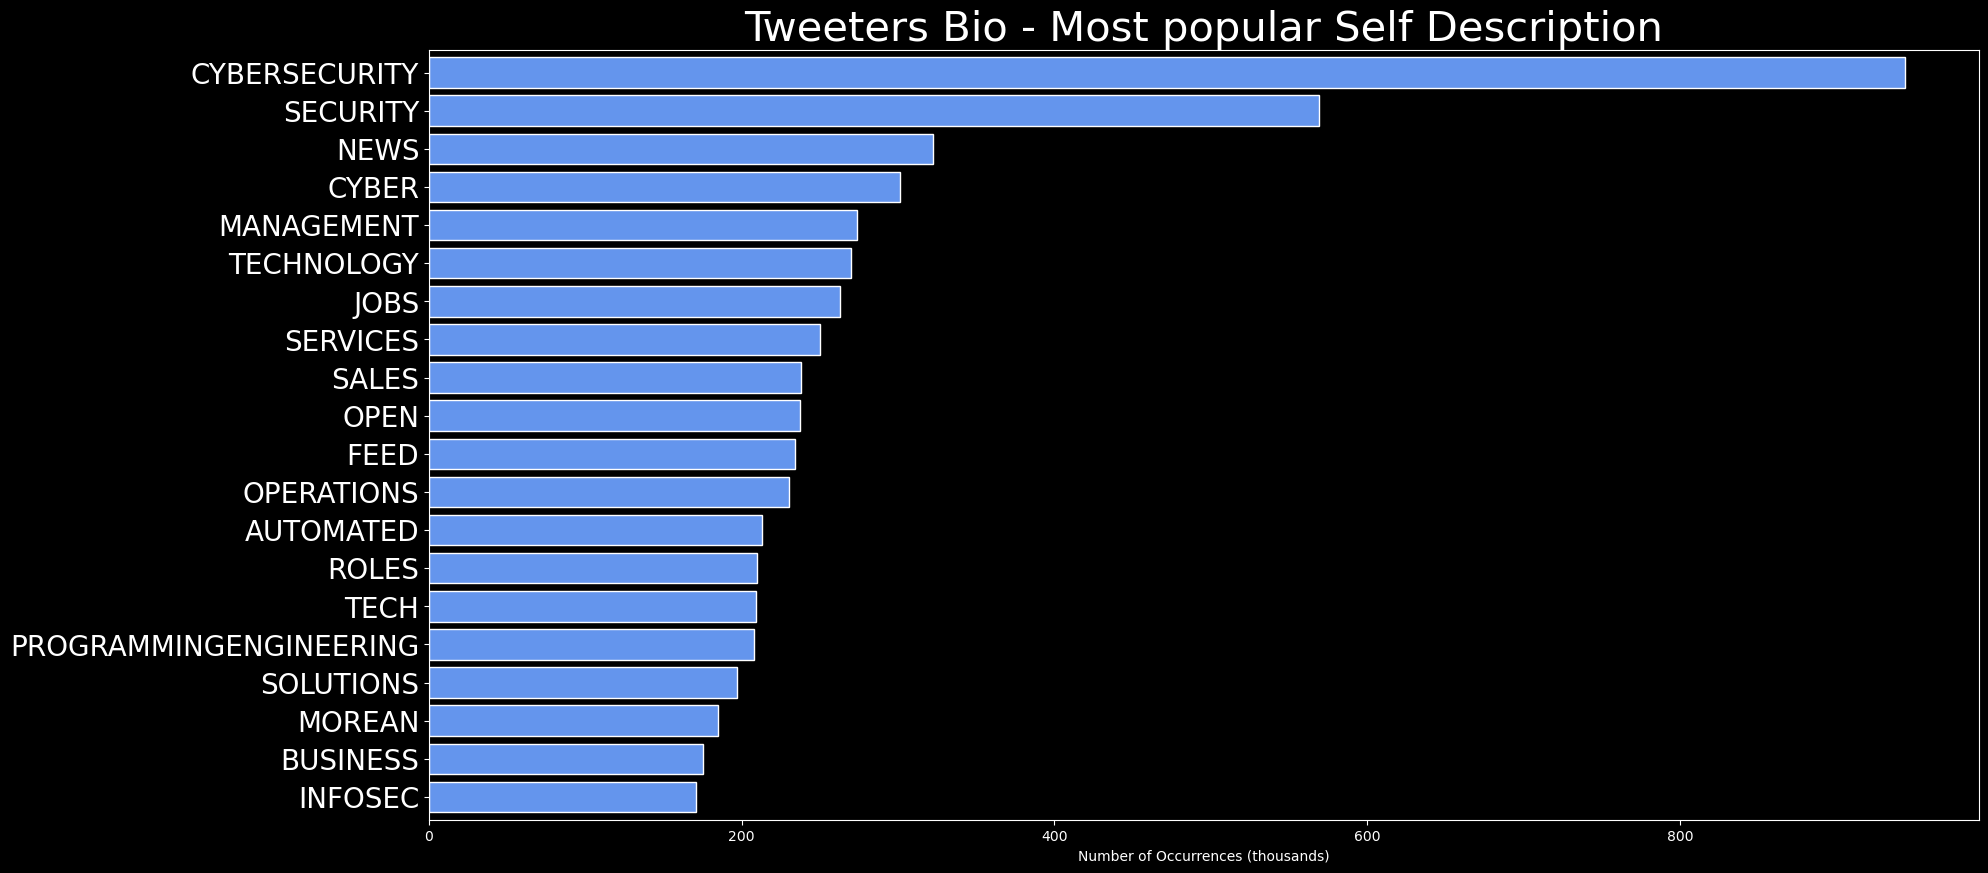 Tweeters Bio - Most popular Self Description
CYBERSECURITY
SECURITY
NEWS
CYBER
MANAGEMENT
TECHNOLOGY
JOBS
SERVICES
SALES
OPEN
FEED
OPERATIONS
AUTOMATED
ROLES
TECH
PROGRAMMINGENGINEERING
SOLUTIONS
MOREAN
BUSINESS
INFOSEC
0 200 400 600 800
Number of Occurrences (thousands)